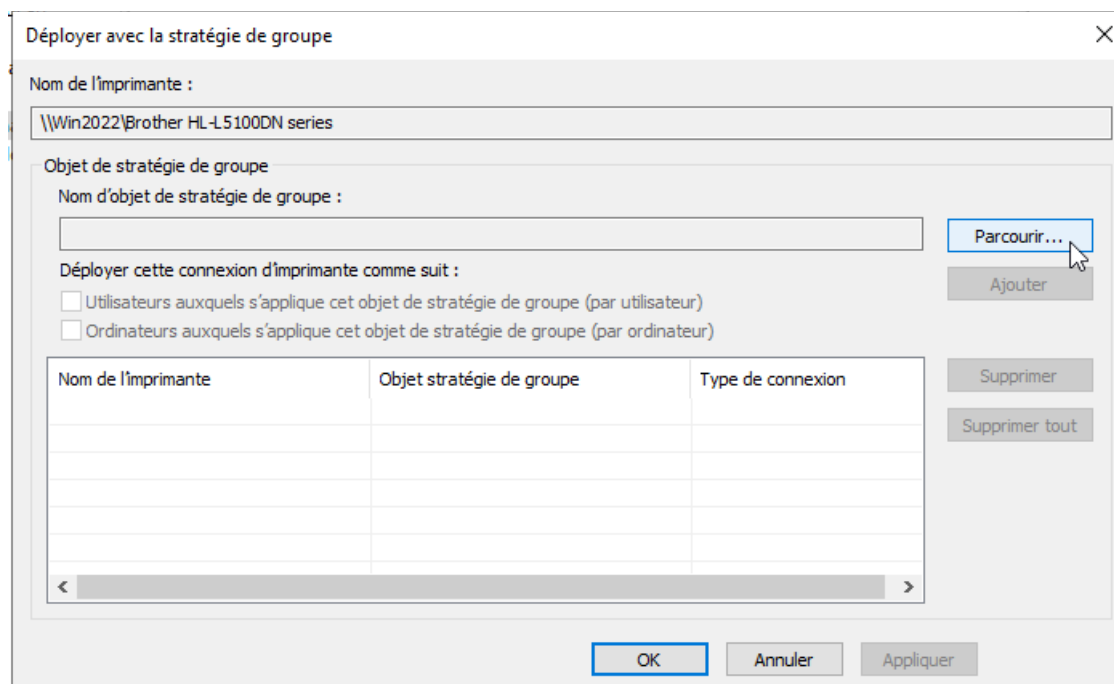 Déployer avec la stratégie de groupe
Nom de l'imprimante :
\\Win2022\Brother HL-L5100DN series
Objet de stratégie de groupe
Nom d'objet de stratégie de groupe :
Parcourir...
Déployer cette connexion d'imprimante comme suit :
Ajouter
Utilisateurs auxquels s'applique cet objet de stratégie de groupe (par utilisateur)
Ordinateurs auxquels s'applique cet objet de stratégie de groupe (par ordinateur)
Nom de l'imprimante Objet stratégie de groupe Type de connexion
Supprimer
Supprimer tout
OK Annuler Appliquer